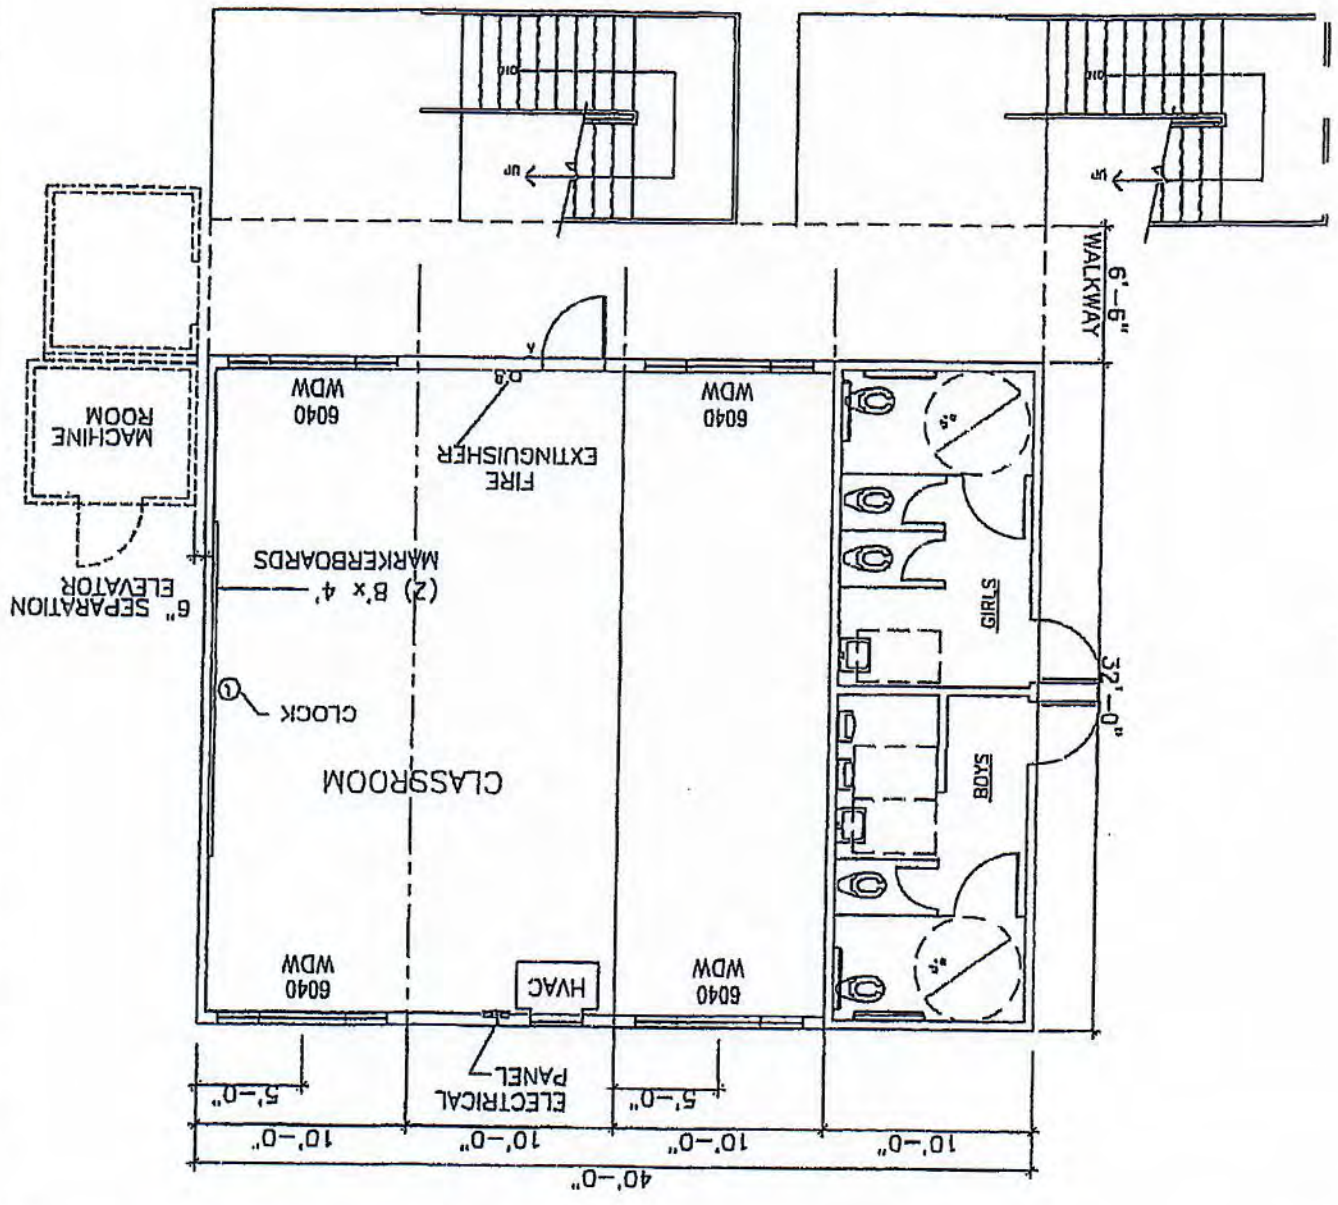 40'-0"
10'-0"
10'-0"
10'-0"
10'-0"
5'-0"
5'-0"
ELECTRICAL
PANEL
6040
WDW
HVAC
6040
WDW
BOYS
CLASSROOM
CLOCK
32'-0"
GIRLS
(2) 8'x 4'
MARKERBOARDS
6" SEPARATION
ELEVATOR
FIRE
EXTINGUISHER
MACHINE
ROOM
6040
WDW
6040
WDW
6'-6"
WALKWAY
UP
UP